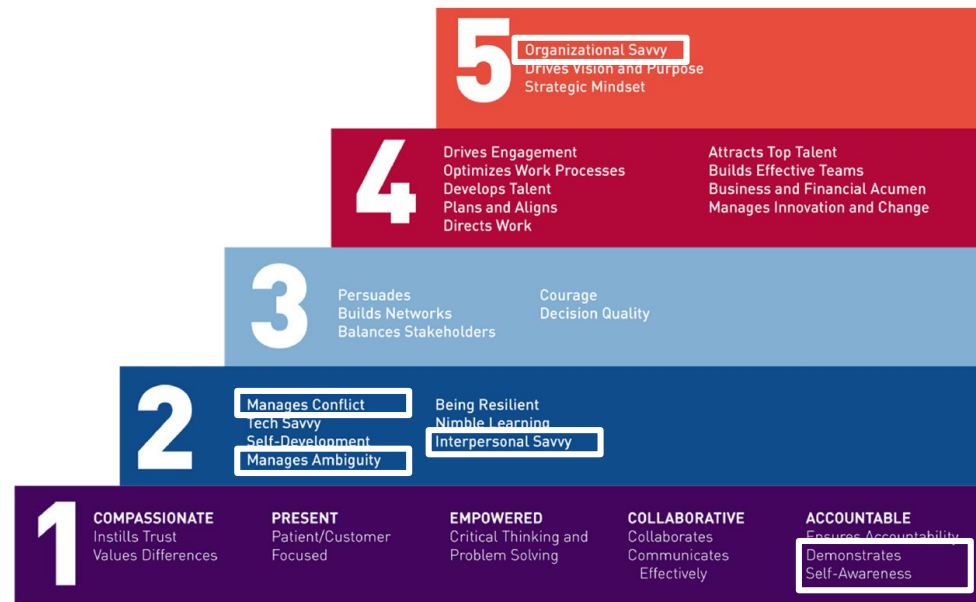 5
Organizational Savvy
Drives Vision and Purpose
Strategic Mindset
4
Drives Engagement
Optimizes Work Processes
Develops Talent
Plans and Aligns
Directs Work
Attracts Top Talent
Builds Effective Teams
Business and Financial Acumen
Manages Innovation and Change
3
Persuades
Builds Networks
Balances Stakeholders
Courage
Decision Quality
2
Manages Conflict
Tech Savvy
Self-Development
Manages Ambiguity
Being Resilient
Nimble Learning
Interpersonal Savvy
1
COMPASSIONATE
Instills Trust
Values Differences
PRESENT
Patient/Customer
Focused
EMPOWERED
Critical Thinking and
Problem Solving
COLLABORATIVE
Collaborates
Communicates
Effectively
ACCOUNTABLE
Ensures Accountability
Demonstrates
Self-Awareness